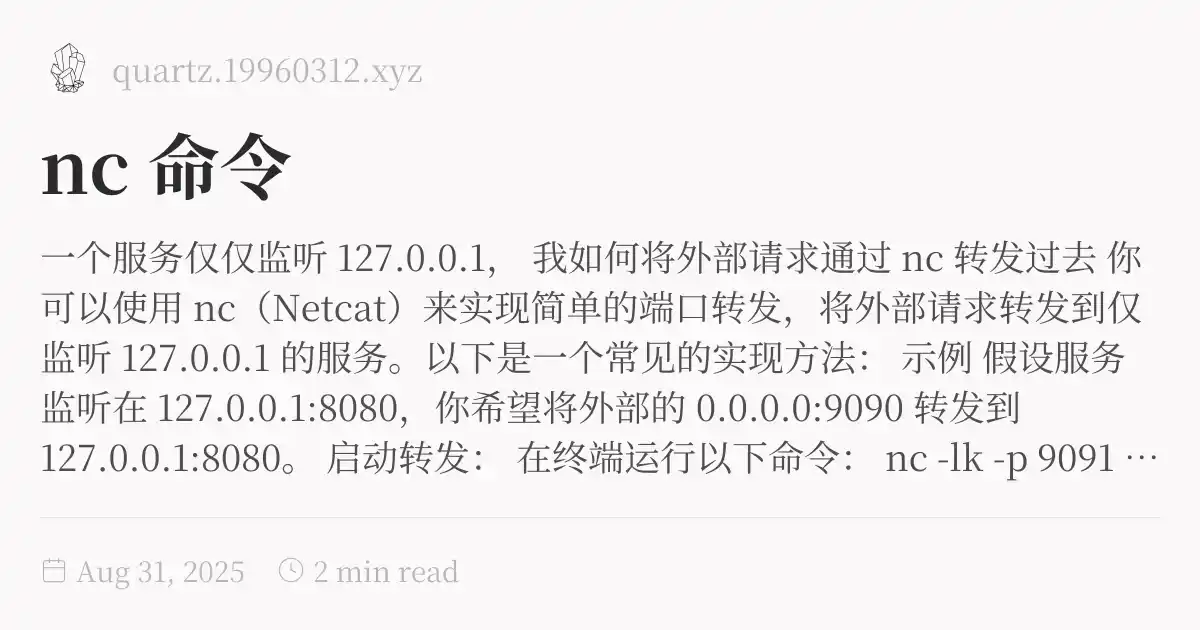 quartz.19960312.xyz
nc 命令
一个服务仅仅监听 127.0.0.1， 我如何将外部请求通过 nc 转发过去 你
可以使用 nc（Netcat）来实现简单的端口转发，将外部请求转发到仅
监听 127.0.0.1 的服务。以下是一个常见的实现方法： 示例 假设服务
监听在 127.0.0.1:8080，你希望将外部的 0.0.0.0:9090 转发到
127.0.0.1:8080。 启动转发： 在终端运行以下命令： nc -lk -p 9091 ⋯
Aug 31, 2025 2 min read